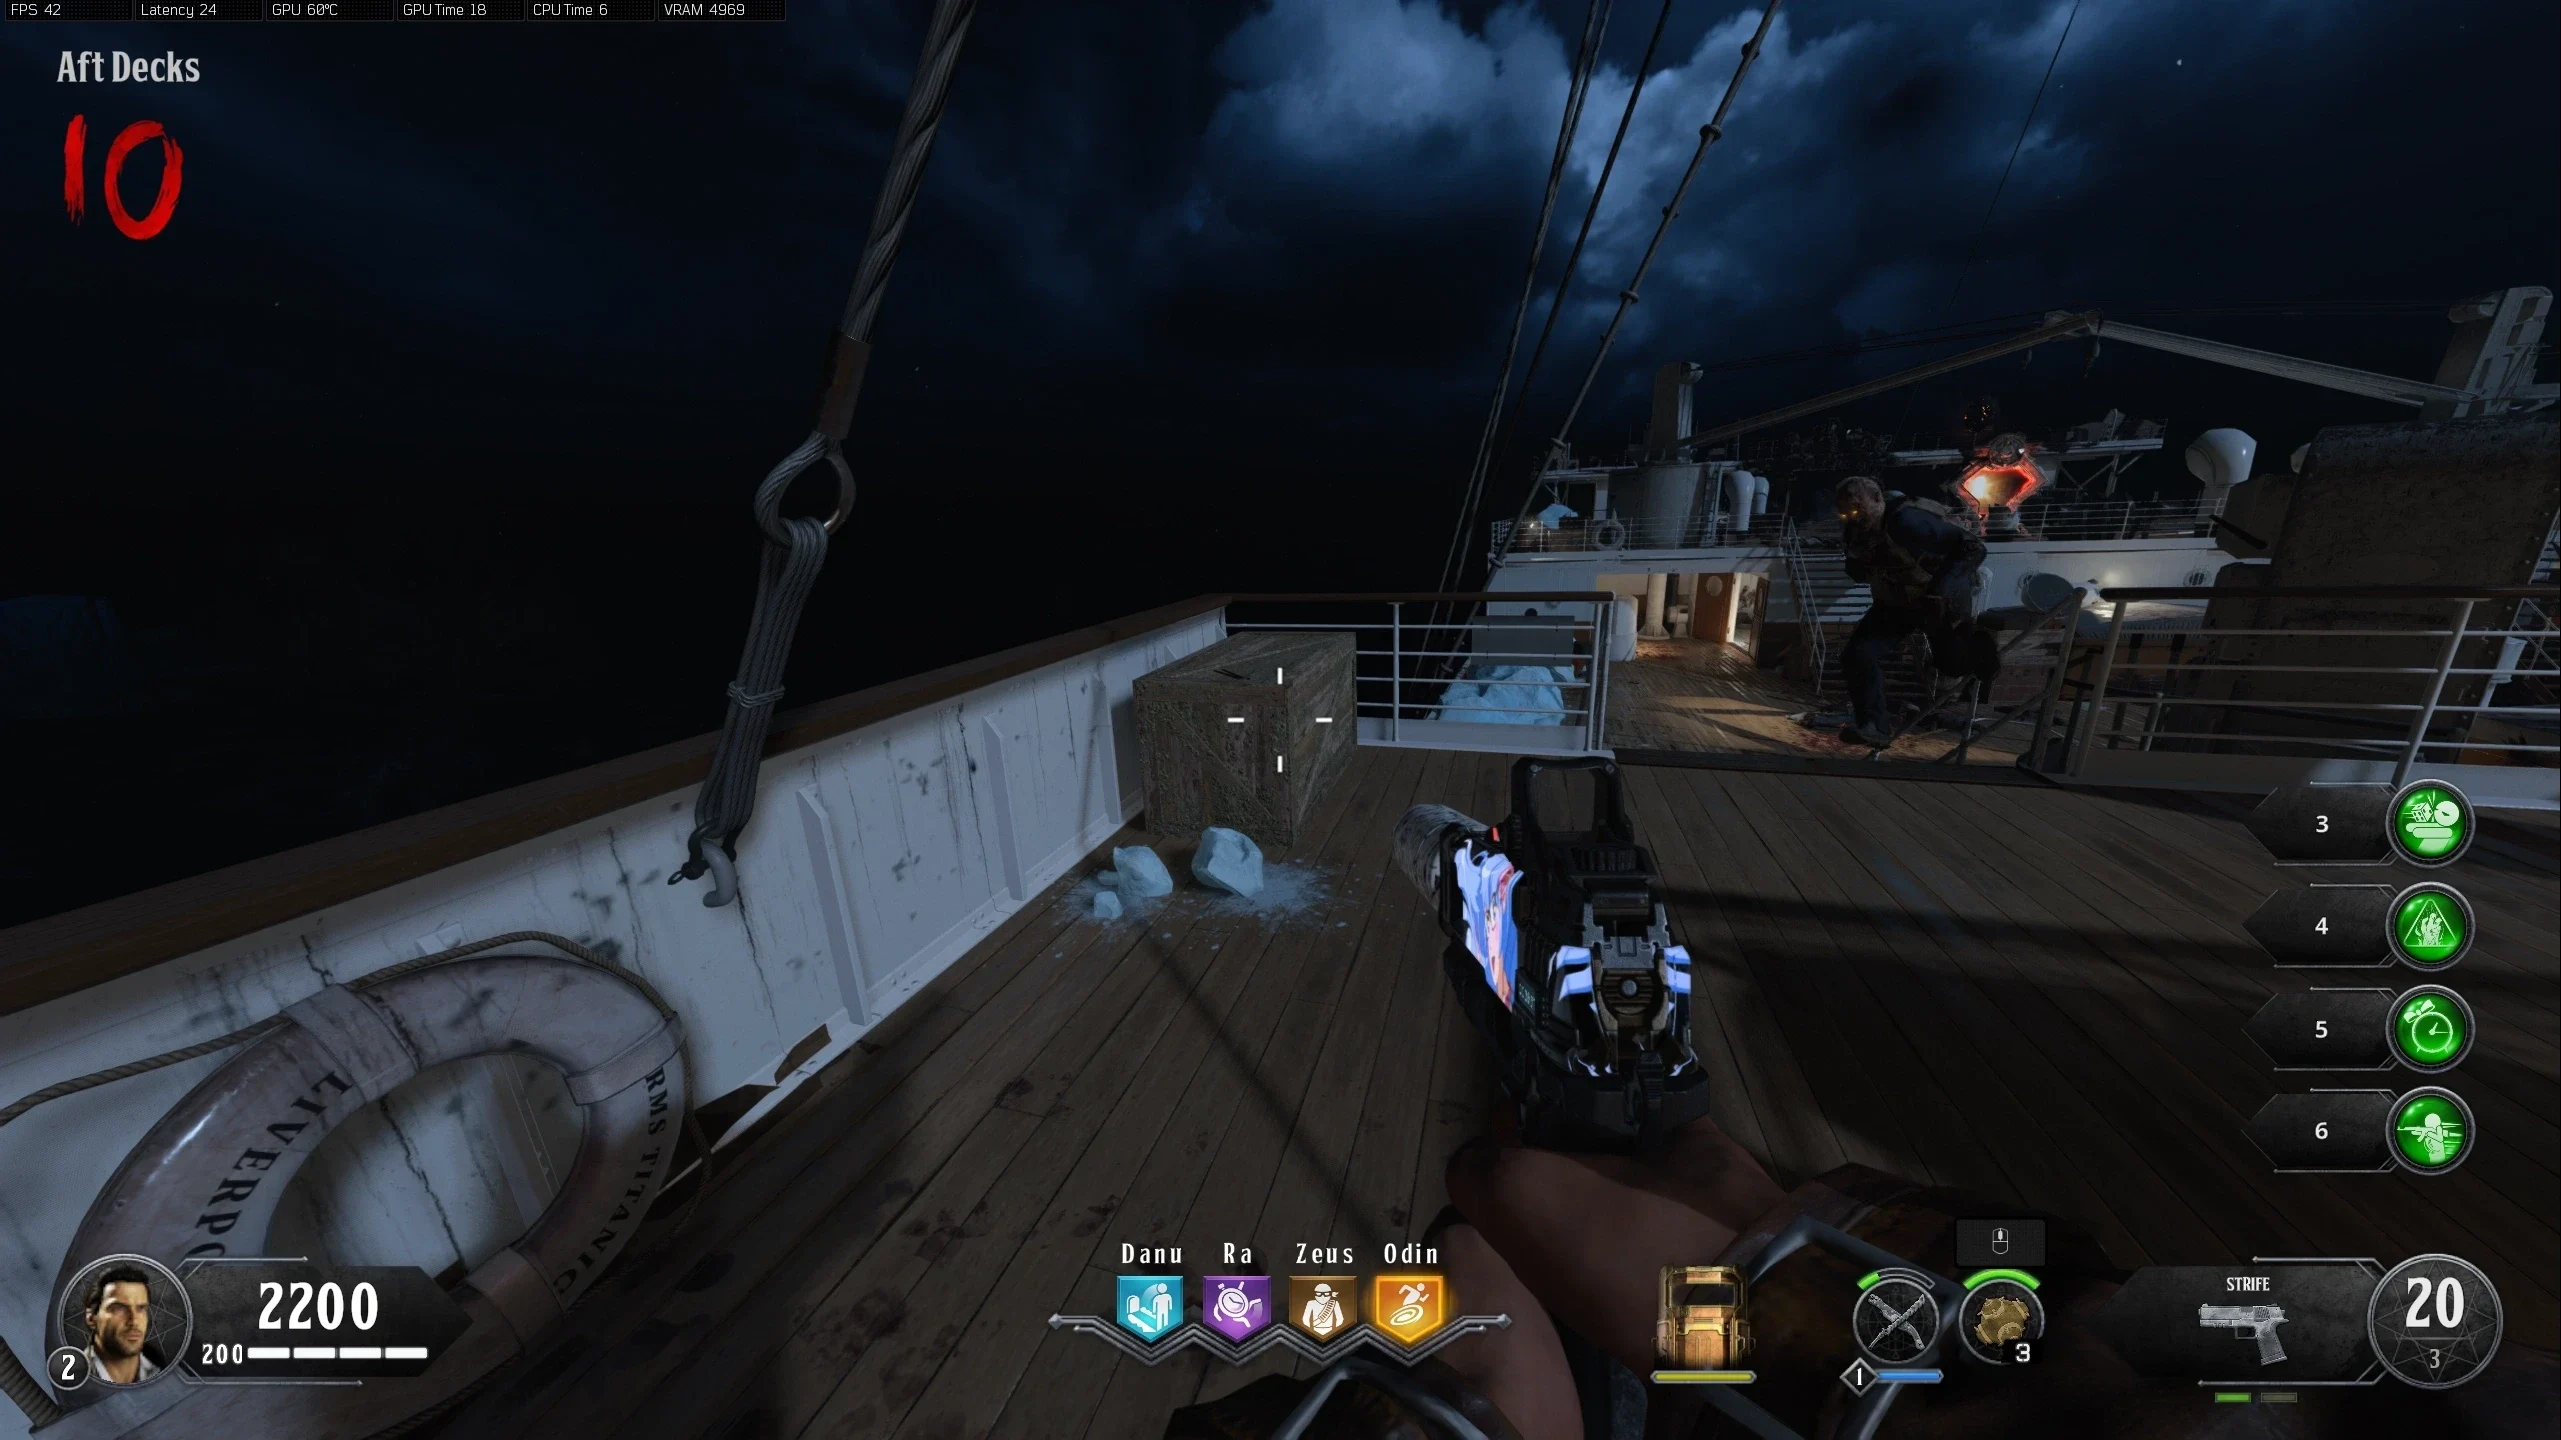 FPS 42 Latency 24 GPU 60°C GPU Time 18 CPU Time 6 VRAM 4969
Aft Decks
10
3
4
5
6
LIVERPO
RMS TITANIC
Danu Ra Zeus Odin
2200
200
2
1
3
STRIFE
20
3